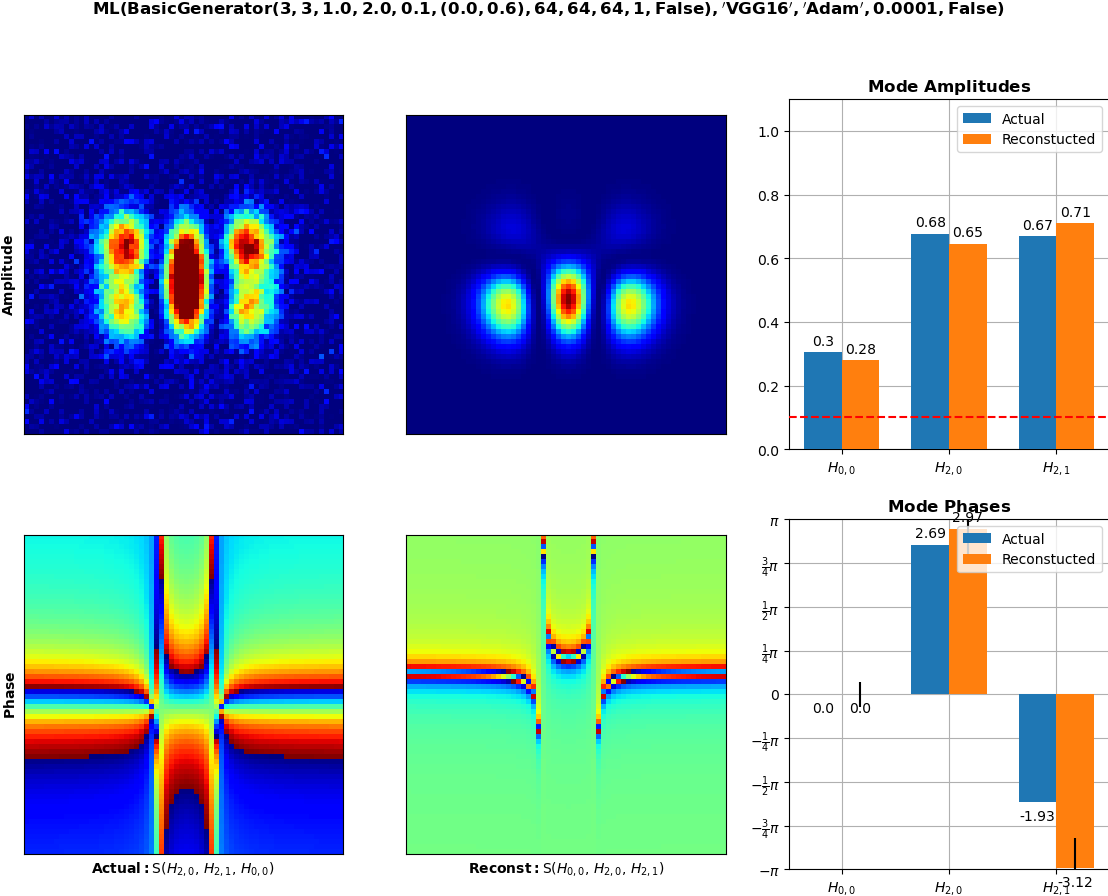 ML(BasicGenerator(3, 3, 1.0, 2.0, 0.1, (0.0, 0.6), 64, 64, 64, 1, False), ′VGG16′, ′Adam′, 0.0001, False)
Mode Amplitudes
Amplitude
1.0
0.8
0.6
0.4
0.2
0.0
Actual
Reconstucted
0.3
0.28
0.68
0.65
0.67
0.71
H0,0
H2,0
H2,1
Mode Phases
Phase
π
3/4π
1/2π
1/4π
0
−1/4π
−1/2π
−3/4π
−π
Actual
Reconstucted
0.0
0.0
2.69
2.97
-1.93
-3.12
H0,0
H2,0
H2,1
Actual: S(H2,0, H2,1, H0,0)
Reconst: S(H0,0, H2,0, H2,1)